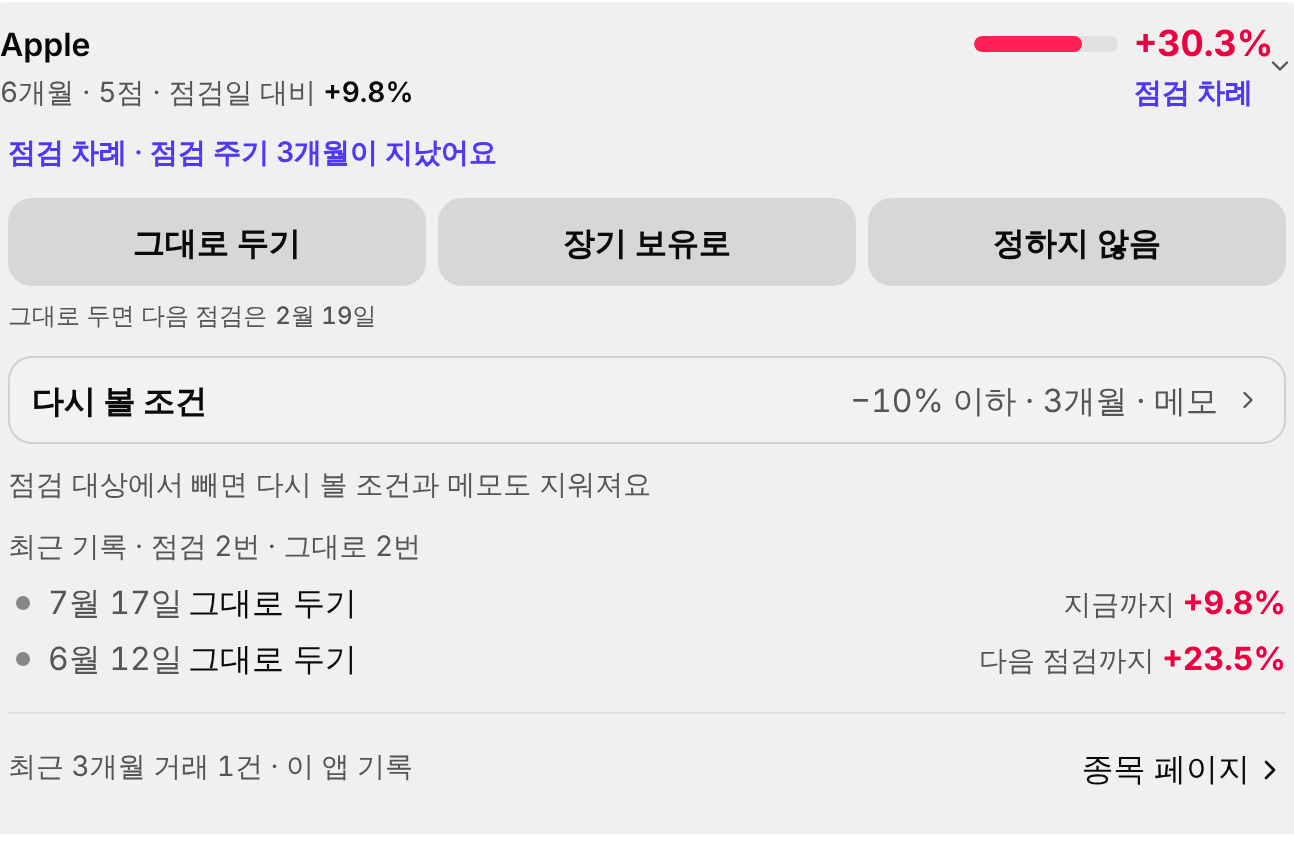 Apple
+30.3%
6개월 · 5점 · 점검일 대비 +9.8%
점검 차례
점검 차례 · 점검 주기 3개월이 지났어요
그대로 두기
장기 보유로
정하지 않음
그대로 두면 다음 점검은 2월 19일
다시 볼 조건
−10% 이하 · 3개월 · 메모
점검 대상에서 빼면 다시 볼 조건과 메모도 지워져요
최근 기록 · 점검 2번 · 그대로 2번
7월 17일 그대로 두기
지금까지 +9.8%
6월 12일 그대로 두기
다음 점검까지 +23.5%
최근 3개월 거래 1건 · 이 앱 기록
종목 페이지